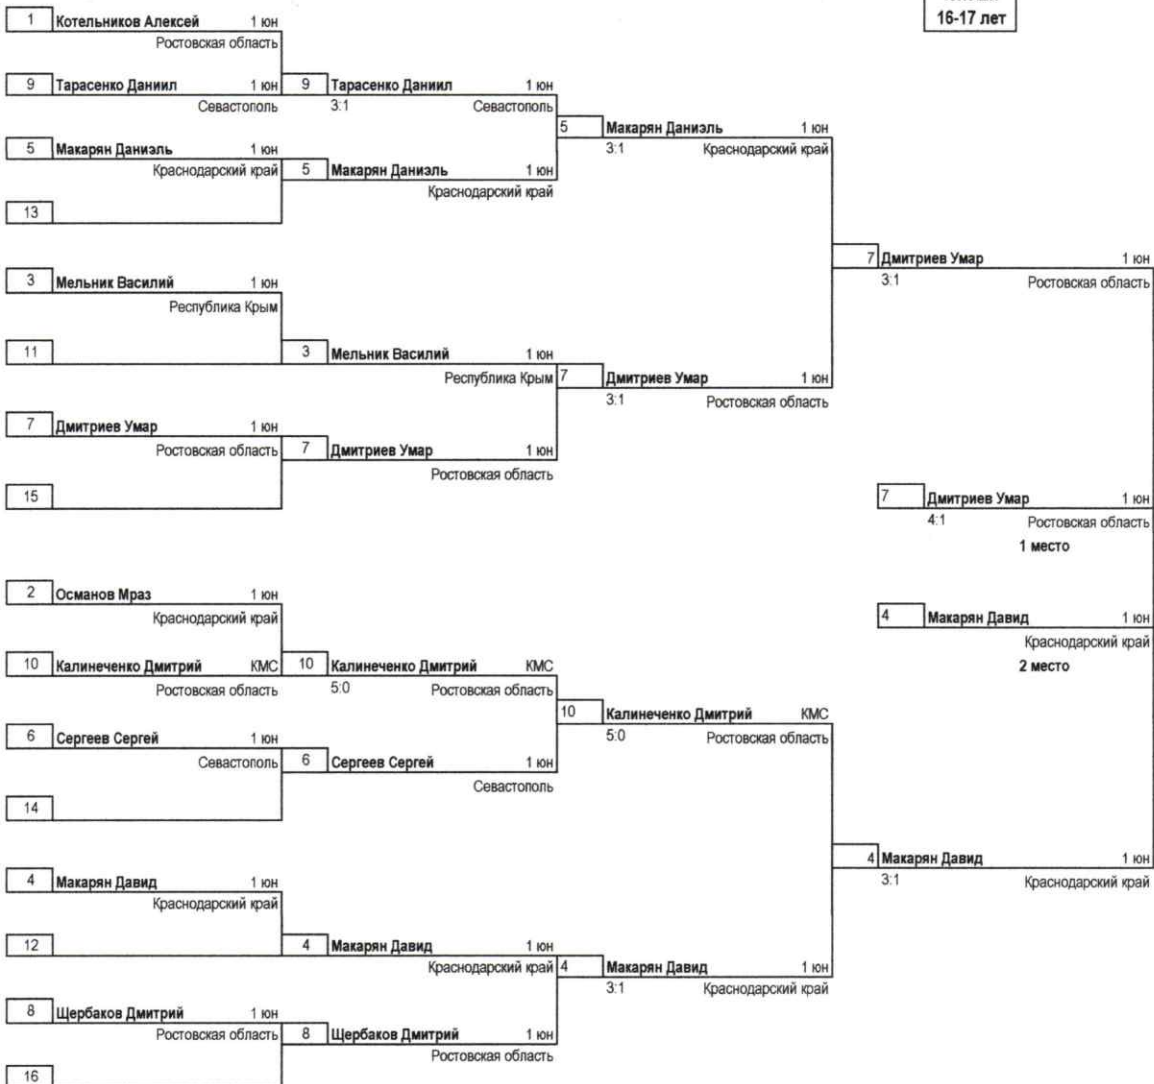 16-17 лет
1 Котельников Алексей 1 юн
Ростовская область
9 Тарасенко Даниил 1 юн 9 Тарасенко Даниил 1 юн
Севастополь 3:1 Севастополь
5 Макарян Даниэль 1 юн
3:1 Краснодарский край
5 Макарян Даниэль 1 юн
Краснодарский край 5 Макарян Даниэль 1 юн
Краснодарский край
13
7 Дмитриев Умар 1 юн
3:1 Ростовская область
3 Мельник Василий 1 юн
Республика Крым
11 3 Мельник Василий 1 юн
Республика Крым 7 Дмитриев Умар 1 юн
3:1 Ростовская область
7 Дмитриев Умар 1 юн
Ростовская область 7 Дмитриев Умар 1 юн
Ростовская область
15 7 Дмитриев Умар 1 юн
4:1 Ростовская область
1 место
2 Османов Мраз 1 юн
Краснодарский край 4 Макарян Давид 1 юн
Краснодарский край
10 Калинеченко Дмитрий КМС 10 Калинеченко Дмитрий КМС 2 место
Ростовская область 5:0 Ростовская область
10 Калинеченко Дмитрий КМС
5:0 Ростовская область
6 Сергеев Сергей 1 юн
Севастополь 6 Сергеев Сергей 1 юн
Севастополь
14
4 Макарян Давид 1 юн
3:1 Краснодарский край
4 Макарян Давид 1 юн
Краснодарский край
12 4 Макарян Давид 1 юн
Краснодарский край 4 Макарян Давид 1 юн
3:1 Краснодарский край
8 Щербаков Дмитрий 1 юн
Ростовская область 8 Щербаков Дмитрий 1 юн
Ростовская область
16